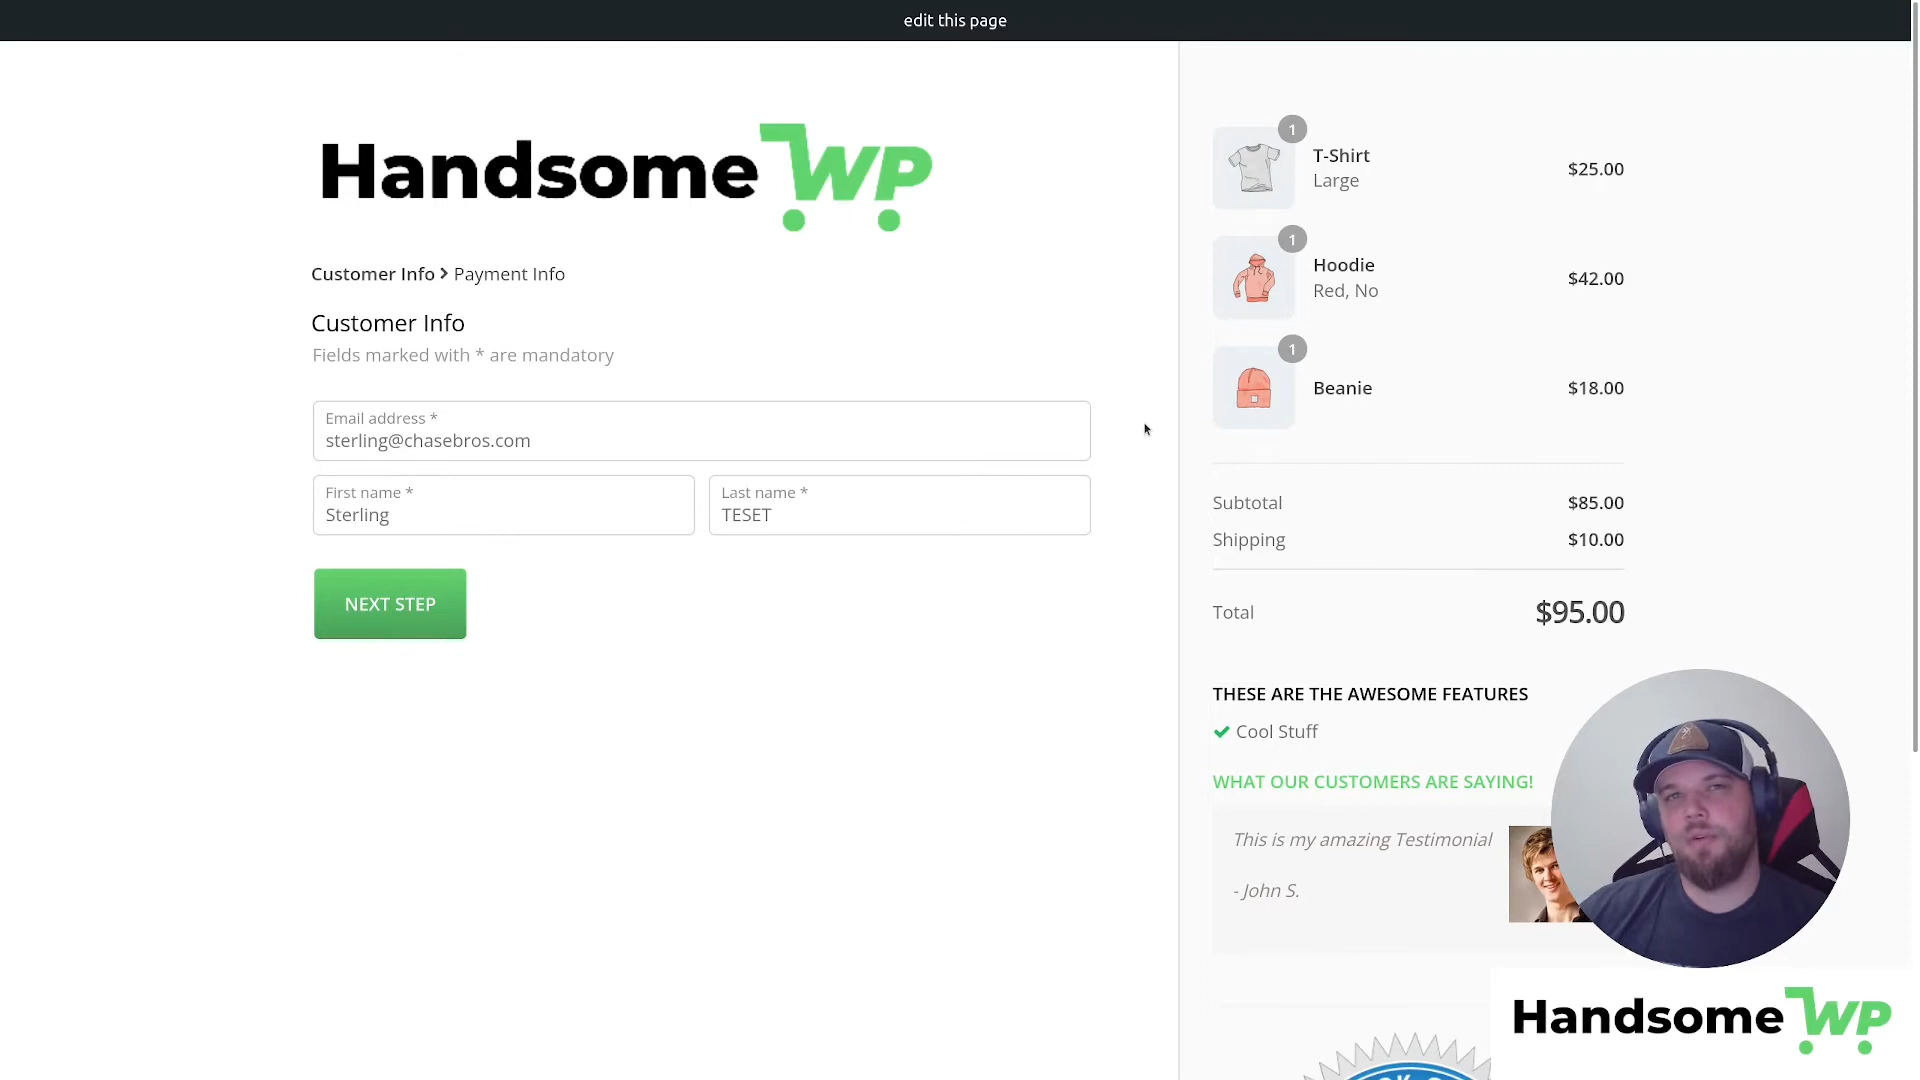 edit this page
Handsome WP
Customer Info > Payment Info
Customer Info
Fields marked with * are mandatory
Email address *
sterling@chasebros.com
First name *
Sterling
Last name *
TESET
NEXT STEP
1
T-Shirt
Large
$25.00
1
Hoodie
Red, No
$42.00
1
Beanie
$18.00
Subtotal $85.00
Shipping $10.00
Total $95.00
THESE ARE THE AWESOME FEATURES
Cool Stuff
WHAT OUR CUSTOMERS ARE SAYING!
This is my amazing Testimonial
- John S.
Handsome WP